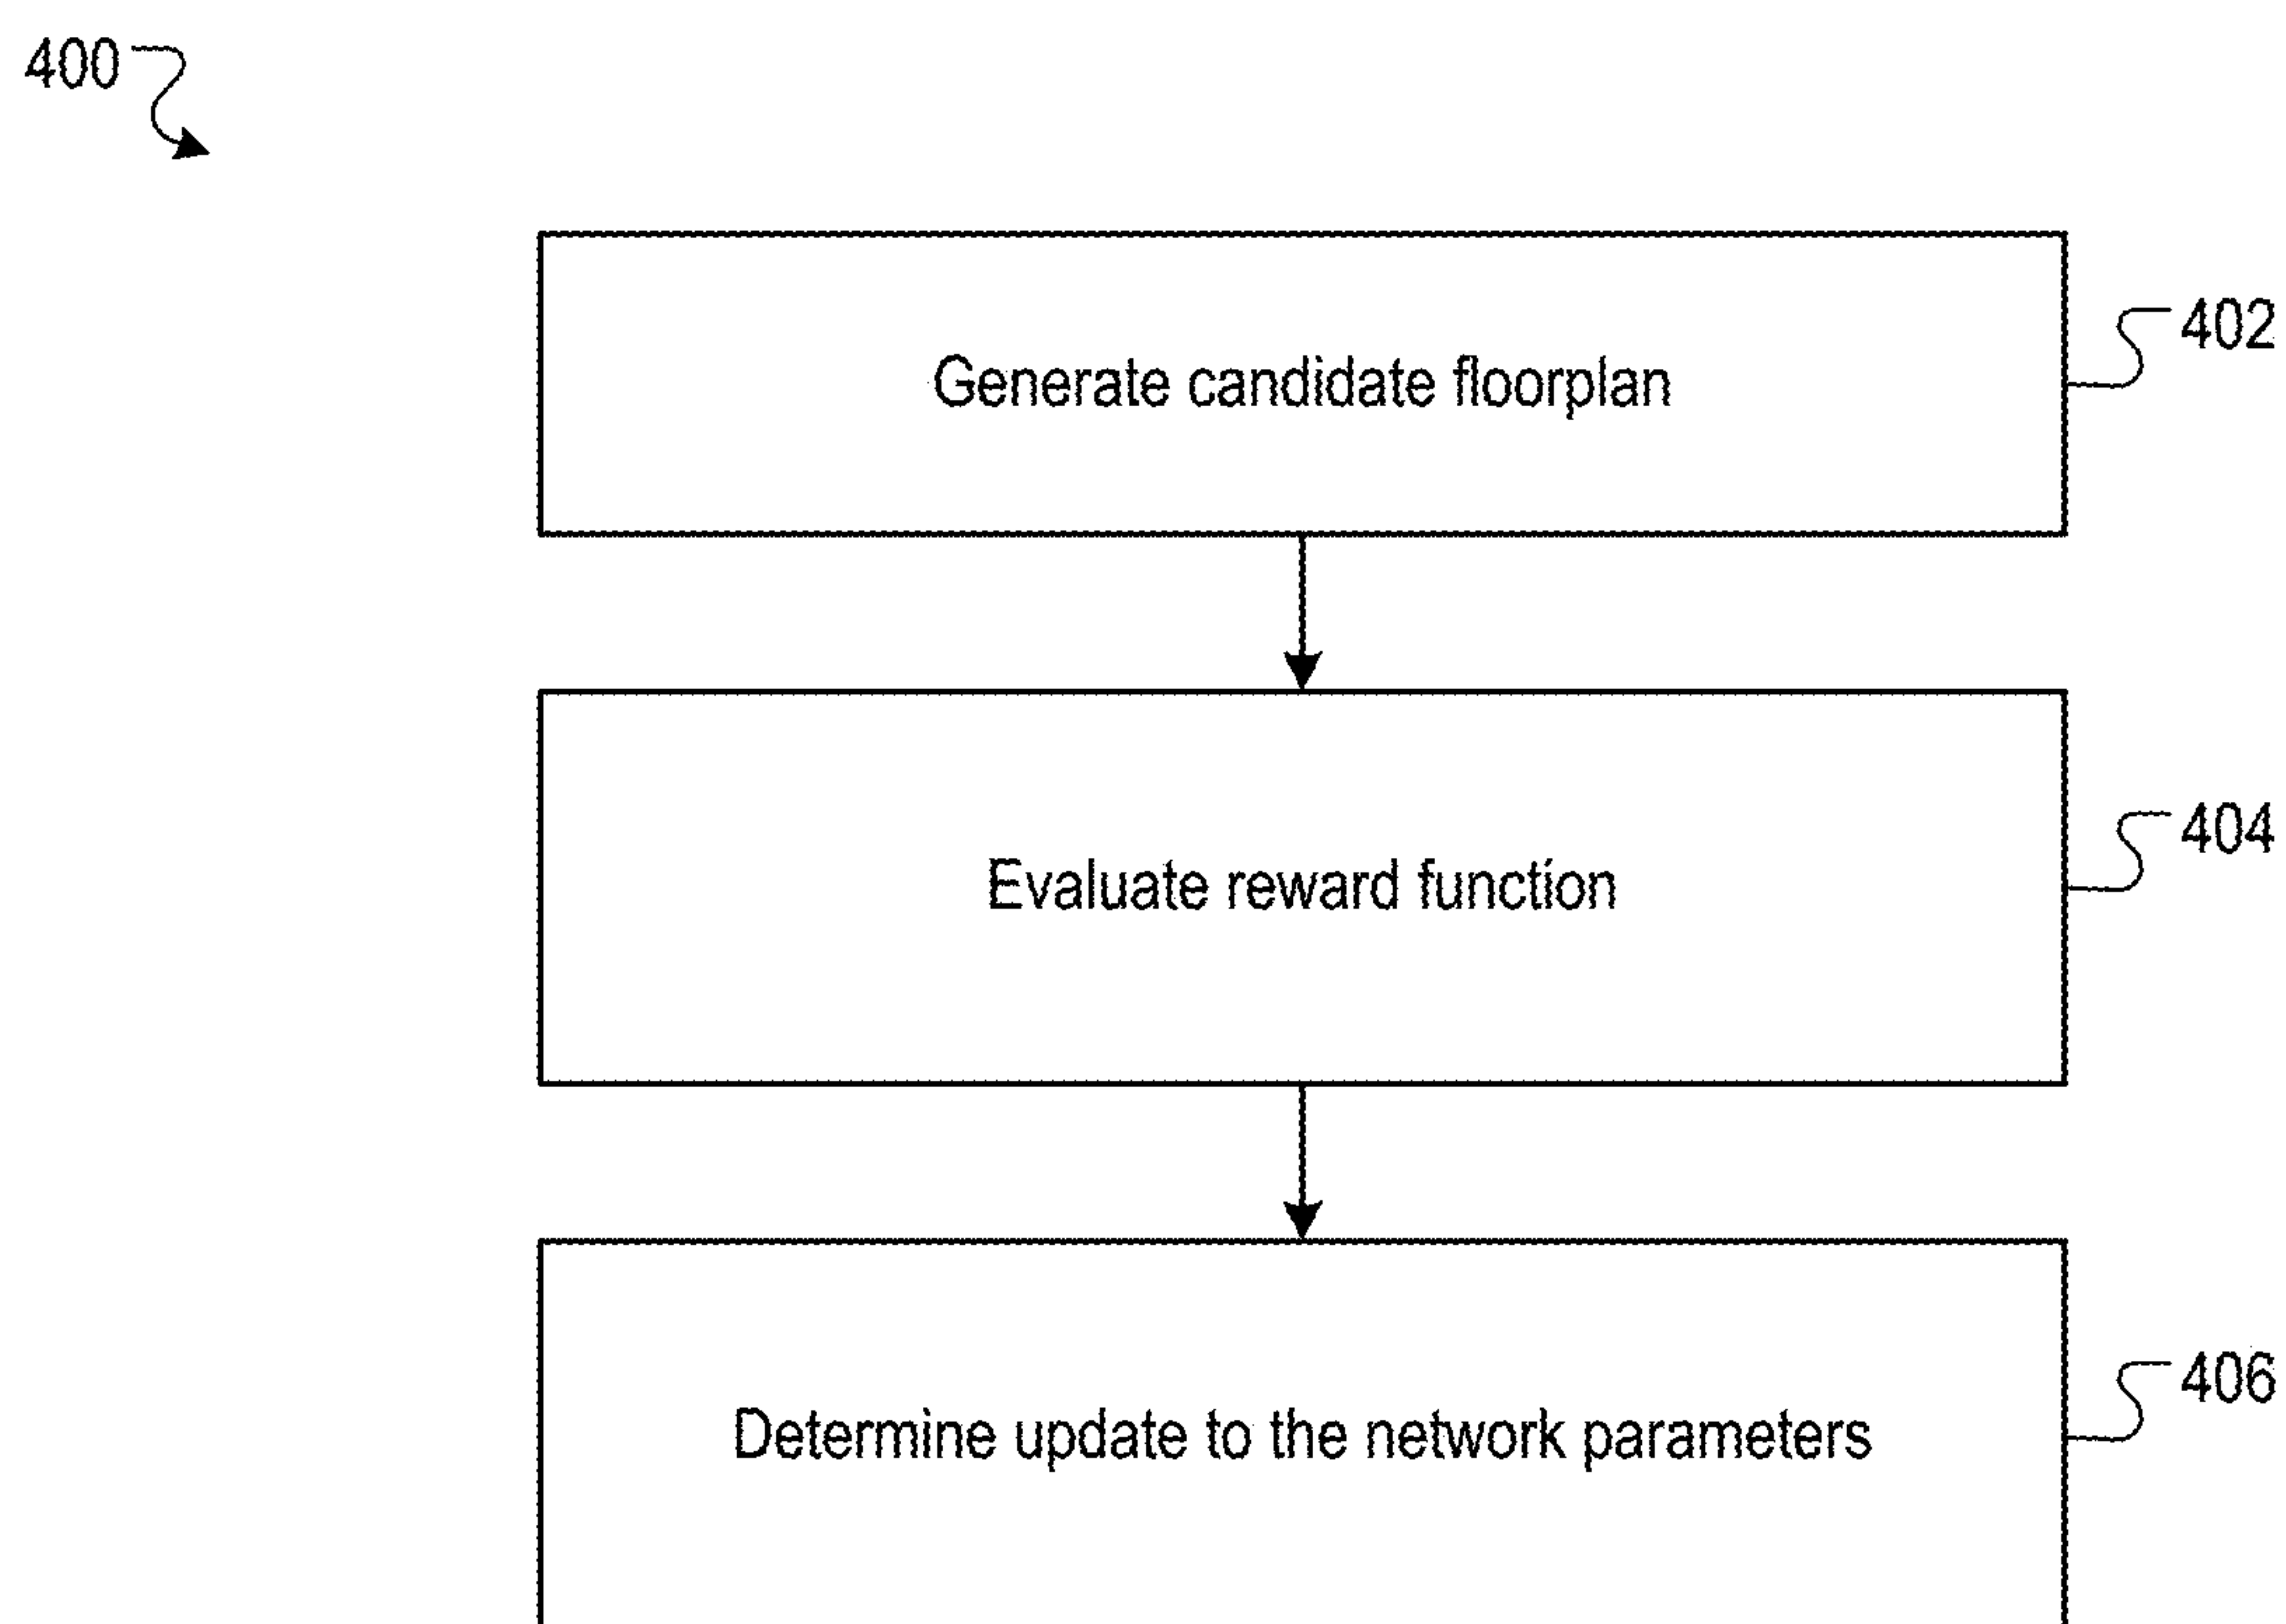 400
Generate candidate floorplan
402
Evaluate reward function
404
Determine update to the network parameters
406